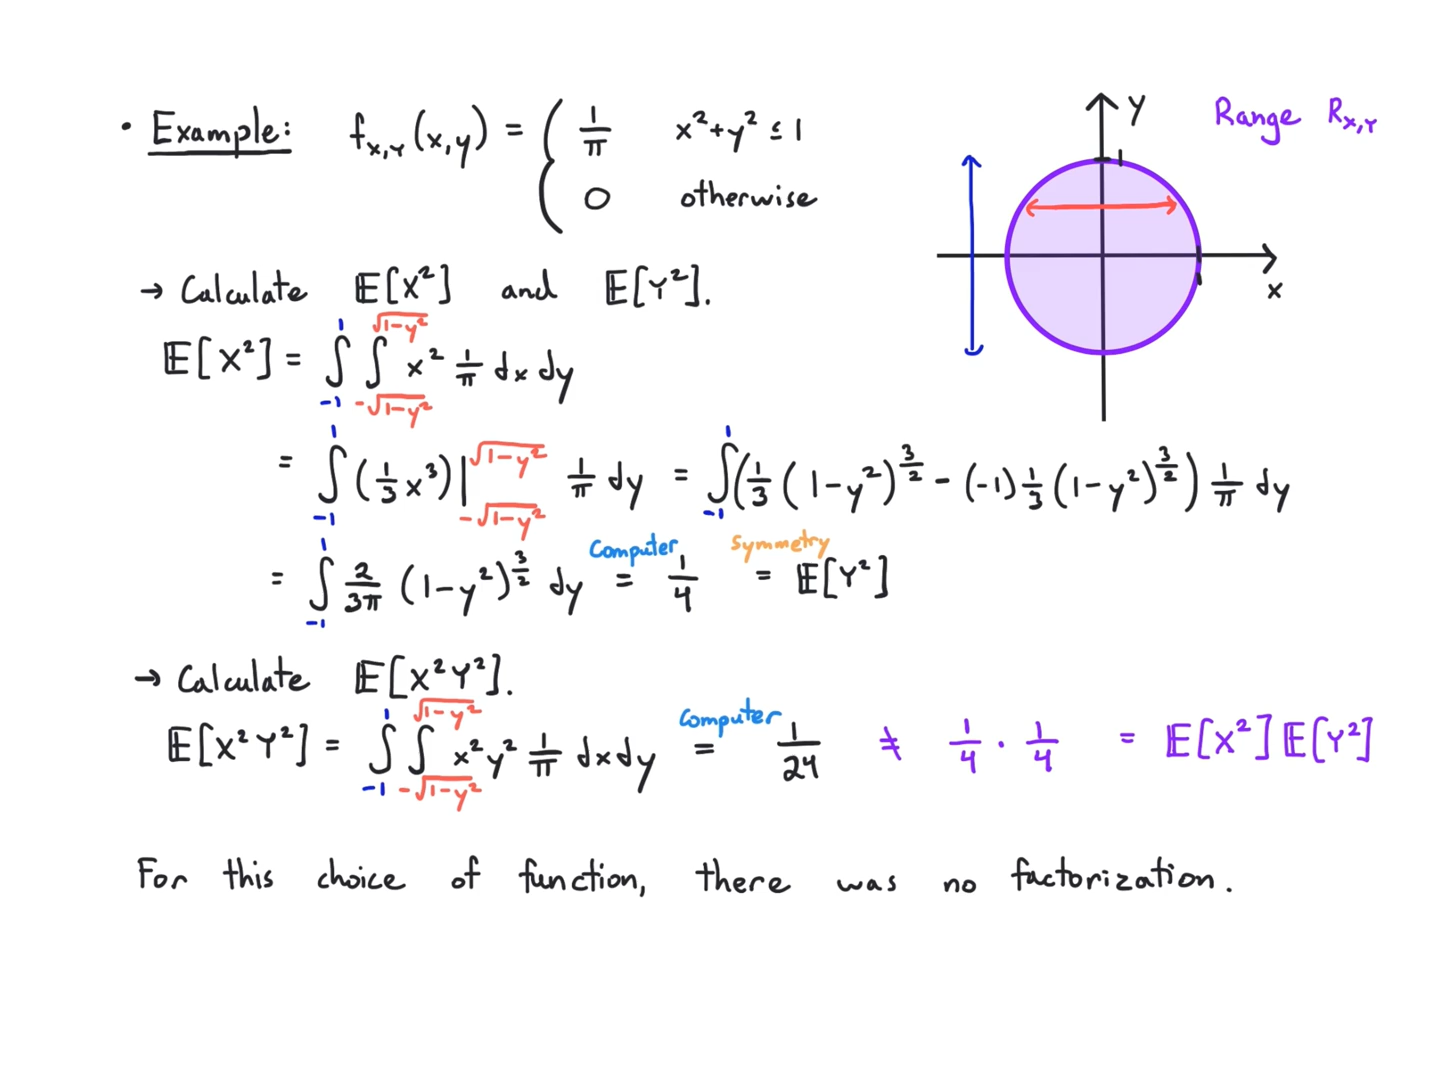 • Example: f_{X,Y}(x,y) = { 1/π  x²+y² ≤ 1
0  otherwise
y
1
Range R_{X,Y}
1
x
→ Calculate 𝔼[X²] and 𝔼[Y²].
𝔼[X²] = ∫_{-1}^{1} ∫_{-√(1-y²)}^{√(1-y²)} x² 1/π dx dy
= ∫_{-1}^{1} (1/3 x³)|_{-√(1-y²)}^{√(1-y²)} 1/π dy = ∫_{-1}^{1} (1/3 (1-y²)^{3/2} - (-1) 1/3 (1-y²)^{3/2}) 1/π dy
= ∫_{-1}^{1} 2/(3π) (1-y²)^{3/2} dy =^{Computer} 1/4 =^{Symmetry} 𝔼[Y²]
→ Calculate 𝔼[X²Y²].
𝔼[X²Y²] = ∫_{-1}^{1} ∫_{-√(1-y²)}^{√(1-y²)} x²y² 1/π dx dy =^{Computer} 1/24 ≠ 1/4 · 1/4 = 𝔼[X²]𝔼[Y²]
For this choice of function, there was no factorization.